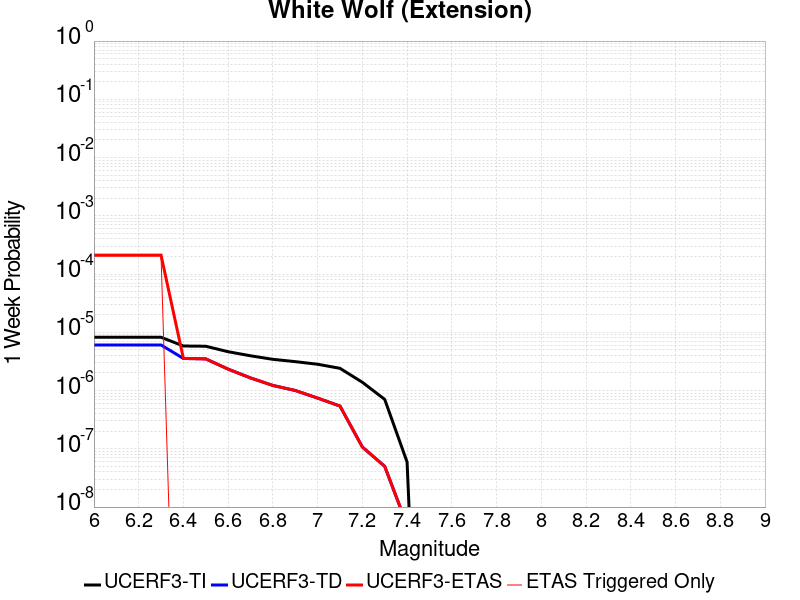 White Wolf (Extension)
1 Week Probability
10^0
10^-1
10^-2
10^-3
10^-4
10^-5
10^-6
10^-7
10^-8
6 6.2 6.4 6.6 6.8 7 7.2 7.4 7.6 7.8 8 8.2 8.4 8.6 8.8 9
Magnitude
UCERF3-TI UCERF3-TD UCERF3-ETAS ETAS Triggered Only